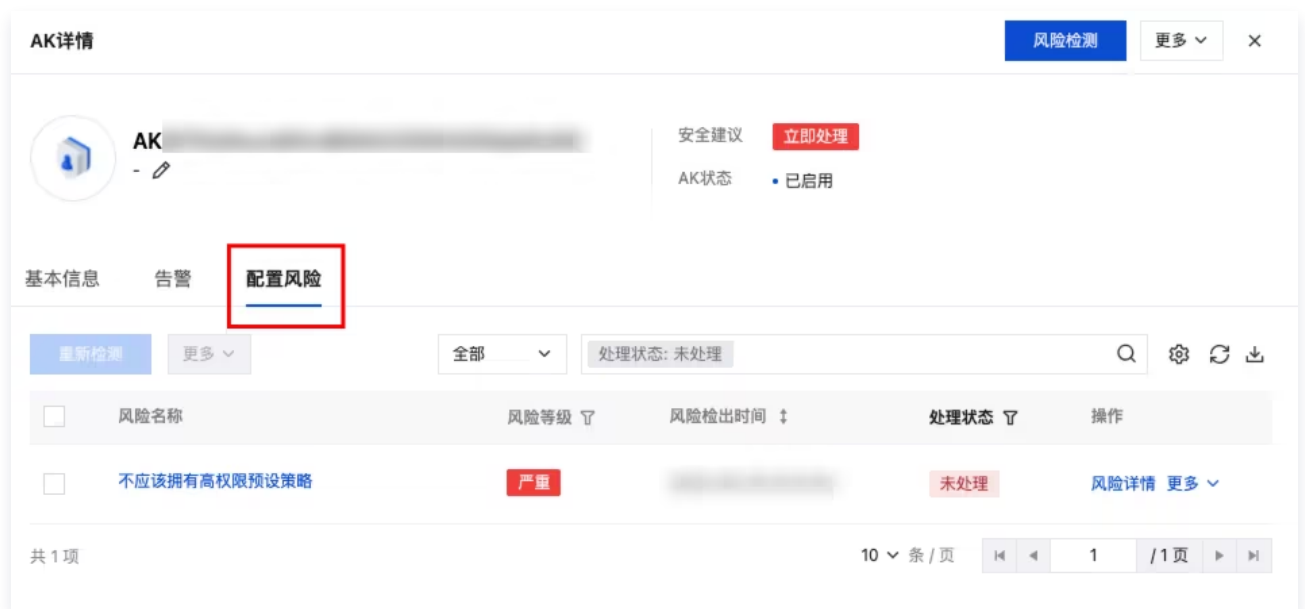 AK详情 风险检测 更多
AK 安全建议 立即处理
- AK状态 已启用
基本信息 告警 配置风险
重新检测 更多 全部 处理状态: 未处理
风险名称 风险等级 风险检出时间 处理状态 操作
不应该拥有高权限预设策略 严重 未处理 风险详情 更多
共 1 项 10 条 / 页 1 / 1 页